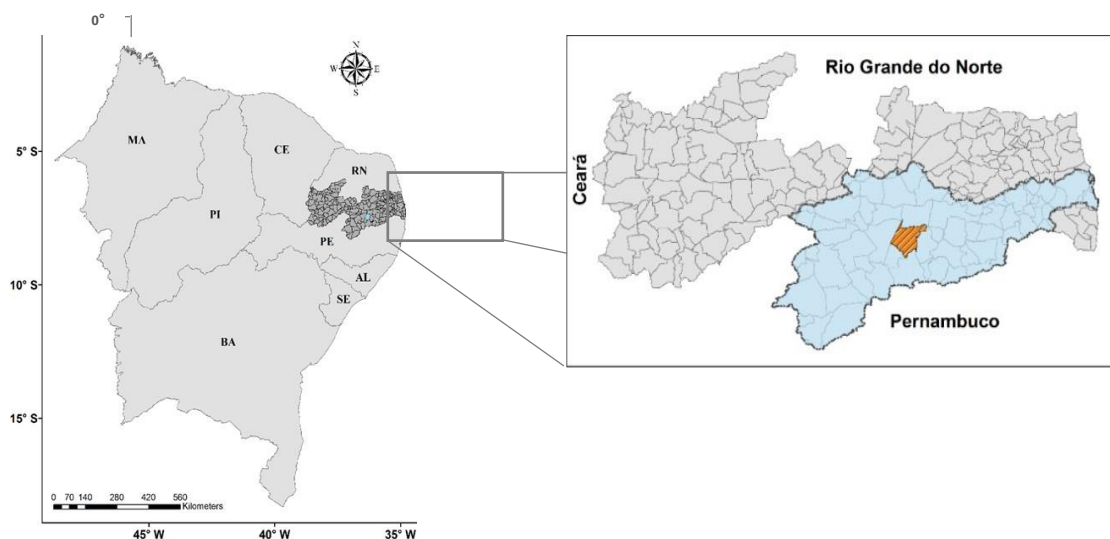 0°
N
W E
S
MA
CE
RN
PI
PE
AL
SE
BA
5° S
10° S
15° S
0 70 140 280 420 560
Kilometers
45° W 40° W 35° W
Rio Grande do Norte
Ceará
Pernambuco